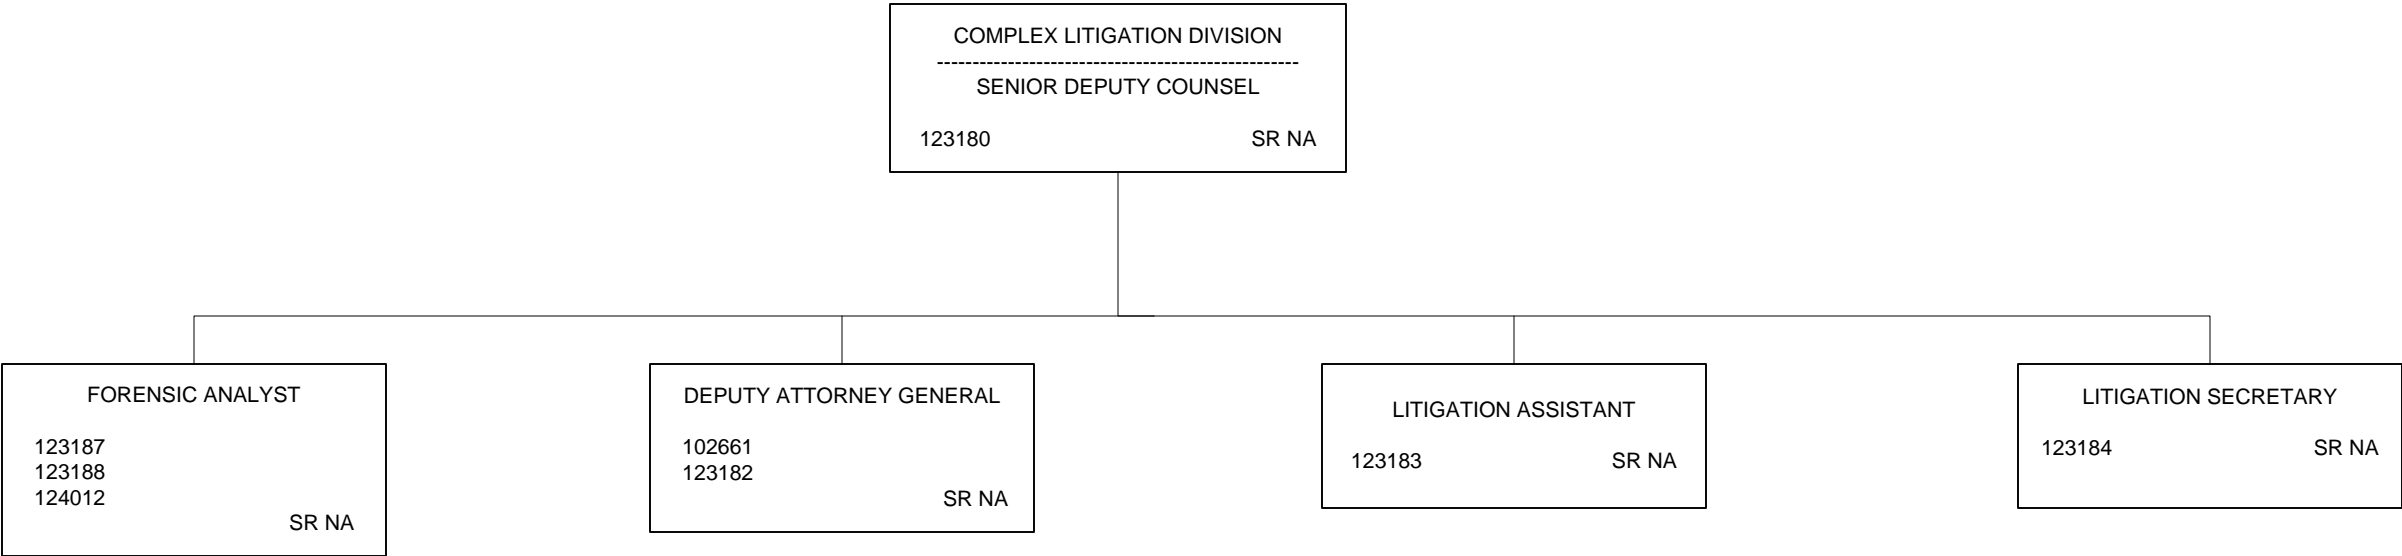 COMPLEX LITIGATION DIVISION
---------------------------------------------------
SENIOR DEPUTY COUNSEL
123180 SR NA
FORENSIC ANALYST
123187
123188
124012
SR NA
DEPUTY ATTORNEY GENERAL
102661
123182
SR NA
LITIGATION ASSISTANT
123183 SR NA
LITIGATION SECRETARY
123184 SR NA